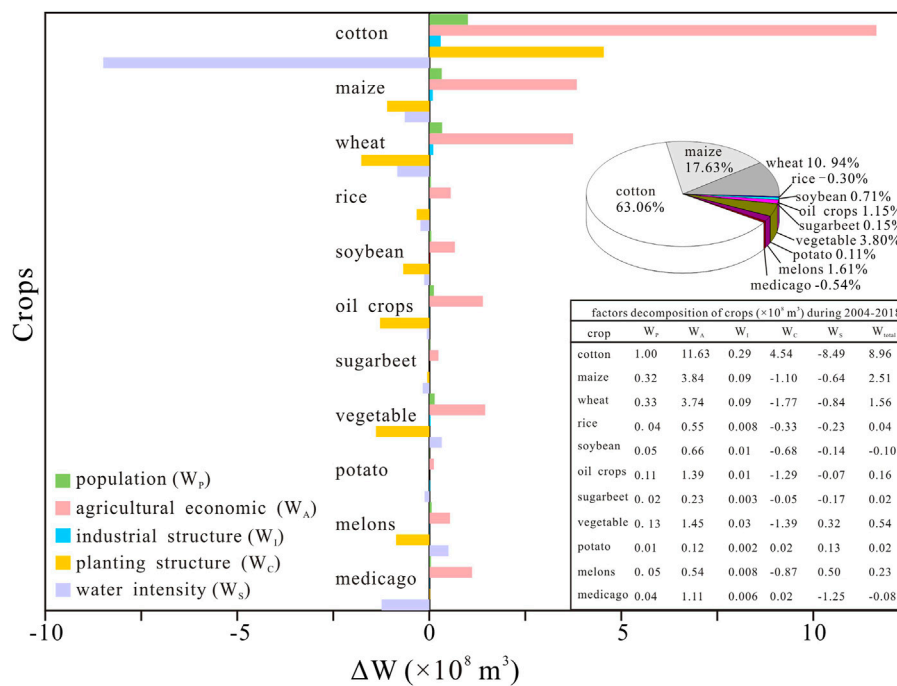 cotton
maize
wheat
rice
soybean
oil crops
sugarbeet
vegetable
potato
melons
medicago
Crops
population (W_P)
agricultural economic (W_A)
industrial structure (W_I)
planting structure (W_C)
water intensity (W_S)
-10
-5
0
5
10
ΔW (×10⁸ m³)
maize
17.63%
cotton
63.06%
wheat 10. 94%
rice −0.30%
soybean 0.71%
oil crops 1.15%
sugarbeet 0.15%
vegetable 3.80%
potato 0.11%
melons 1.61%
medicago -0.54%
factors decomposition of crops (×10⁸ m³) during 2004-2018
crop W_P W_A W_I W_C W_S W_total
cotton 1.00 11.63 0.29 4.54 -8.49 8.96
maize 0.32 3.84 0.09 -1.10 -0.64 2.51
wheat 0.33 3.74 0.09 -1.77 -0.84 1.56
rice 0. 04 0.55 0.008 -0.33 -0.23 0.04
soybean 0.05 0.66 0.01 -0.68 -0.14 -0.10
oil crops 0.11 1.39 0.01 -1.29 -0.07 0.16
sugarbeet 0. 02 0.23 0.003 -0.05 -0.17 0.02
vegetable 0. 13 1.45 0.03 -1.39 0.32 0.54
potato 0.01 0.12 0.002 0.02 0.13 0.02
melons 0. 05 0.54 0.008 -0.87 0.50 0.23
medicago 0.04 1.11 0.006 0.02 -1.25 -0.08